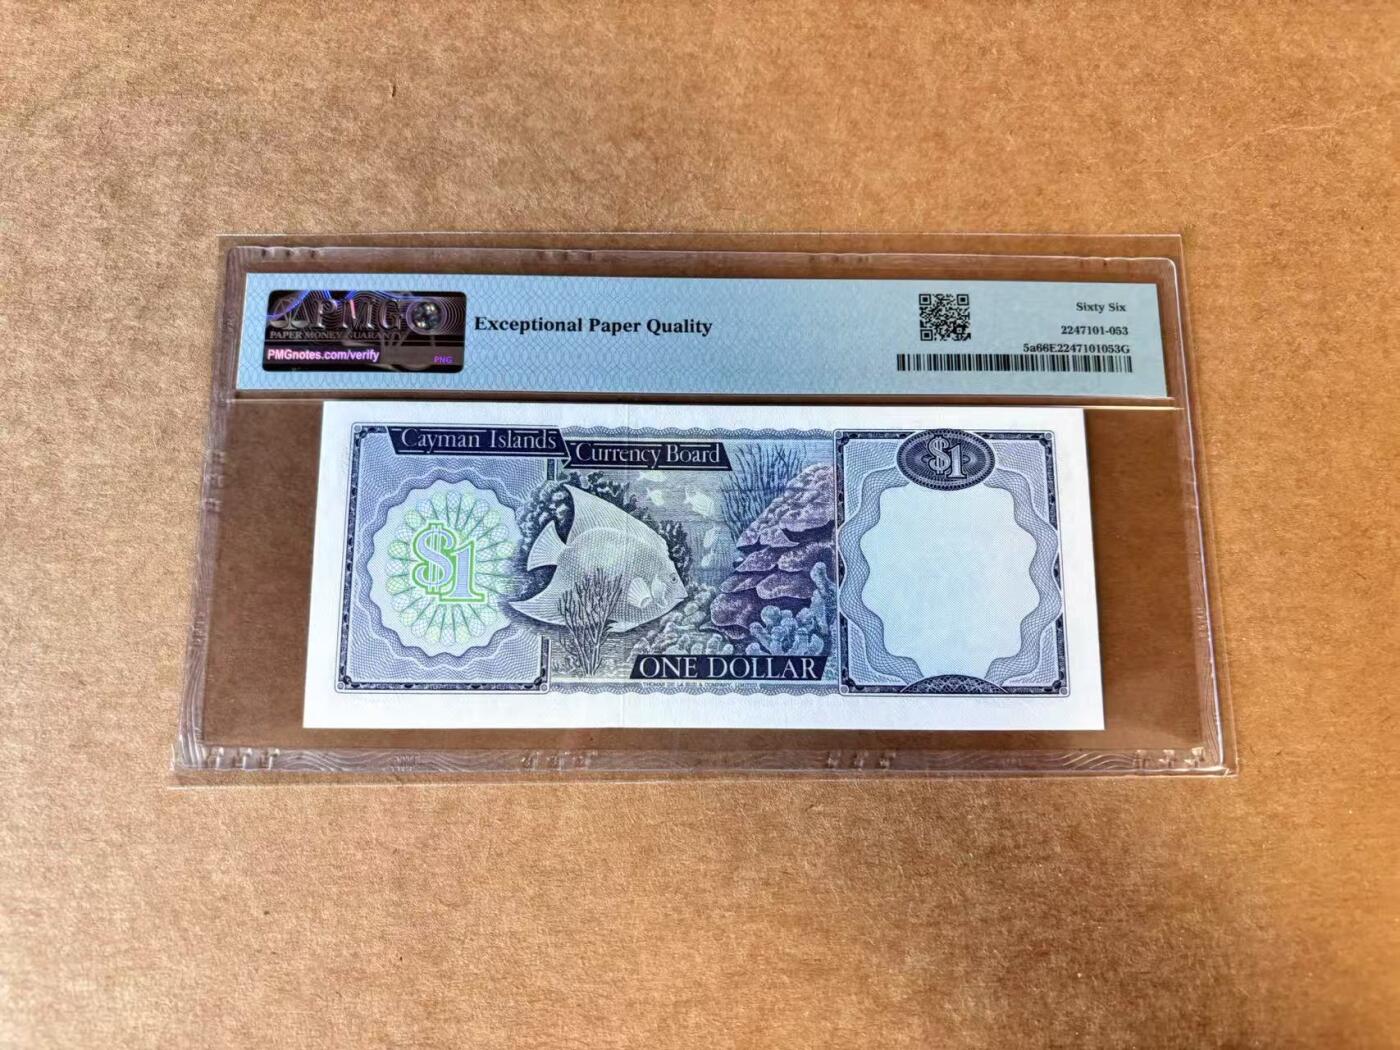 PMG
PAPER MONEY GUARANTY
PMGnotes.com/verify
PNG
Exceptional Paper Quality
Sixty Six
2247101-053
5a66E2247101053G
Cayman Islands
Currency Board
$1
$1
ONE DOLLAR
THOMAS DE LA RUE & COMPANY, LIMITED